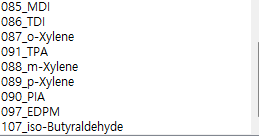 085_MDI
086_TDI
087_o-Xylene
091_TPA
088_m-Xylene
089_p-Xylene
090_PIA
097_EDPM
107_iso-Butyraldehyde